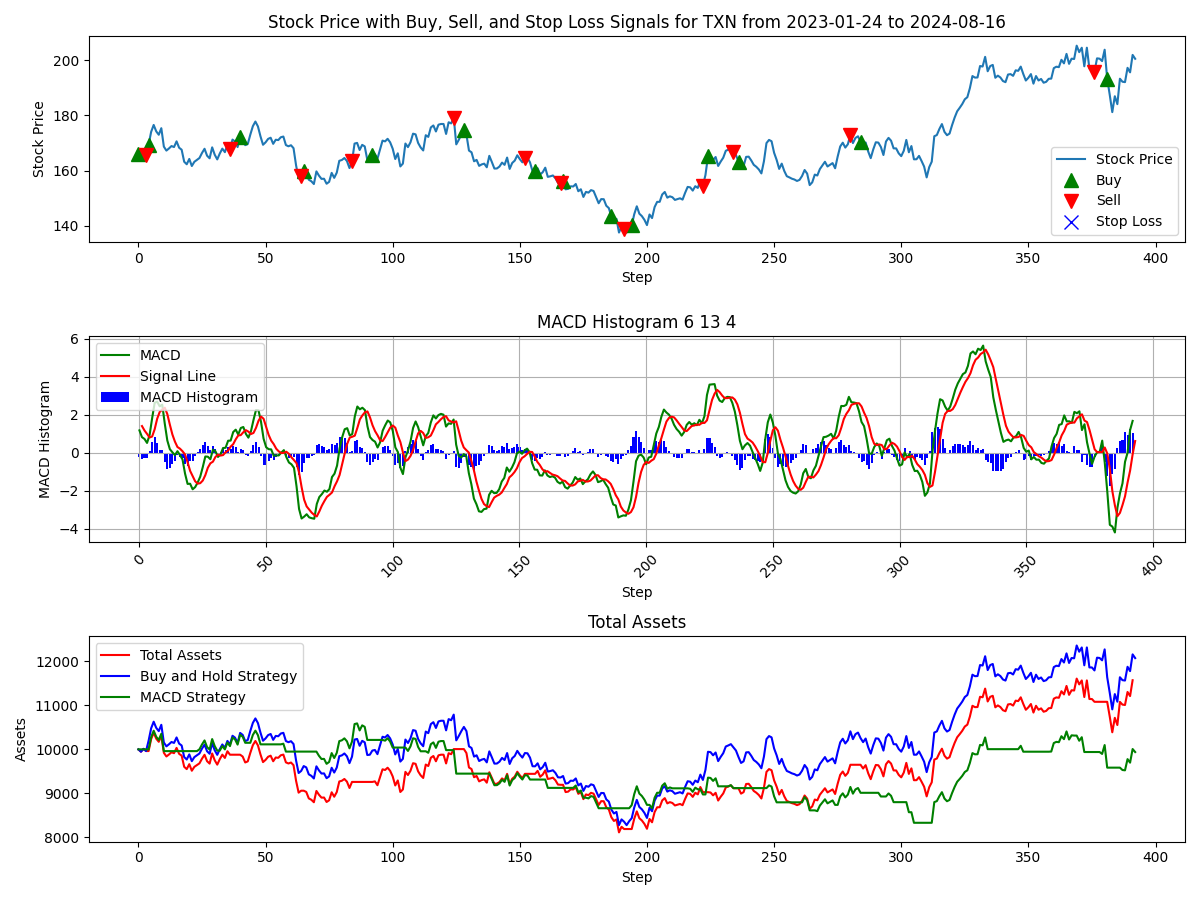 Stock Price with Buy, Sell, and Stop Loss Signals for TXN from 2023-01-24 to 2024-08-16
Stock Price
200
180
160
140
Stock Price
Buy
Sell
Stop Loss
0 50 100 150 200 250 300 350 400
Step
MACD Histogram 6 13 4
MACD Histogram
6
4
2
0
−2
−4
MACD
Signal Line
MACD Histogram
0 50 100 150 200 250 300 350 400
Step
Total Assets
Assets
12000
11000
10000
9000
8000
Total Assets
Buy and Hold Strategy
MACD Strategy
0 50 100 150 200 250 300 350 400
Step